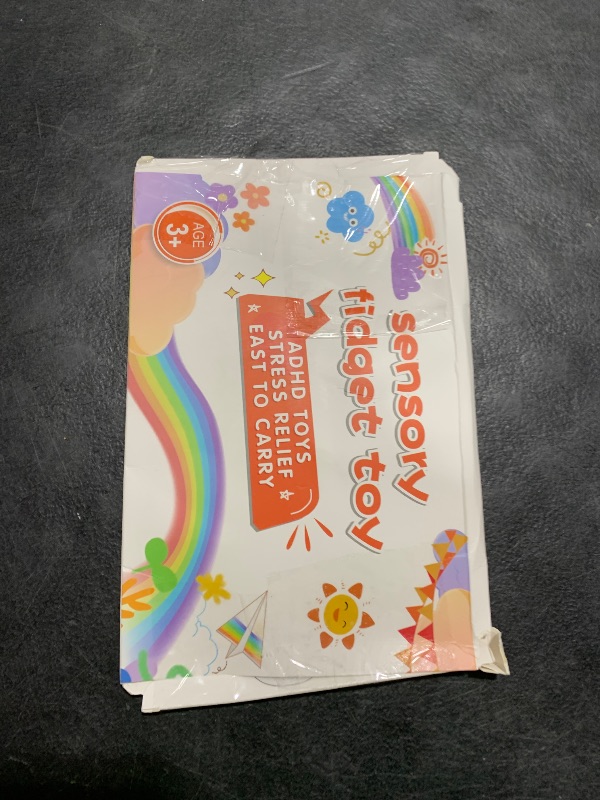 sensory
fidget toy
ADHD TOYS
STRESS RELIEF
EAST TO CARRY
AGE
3+